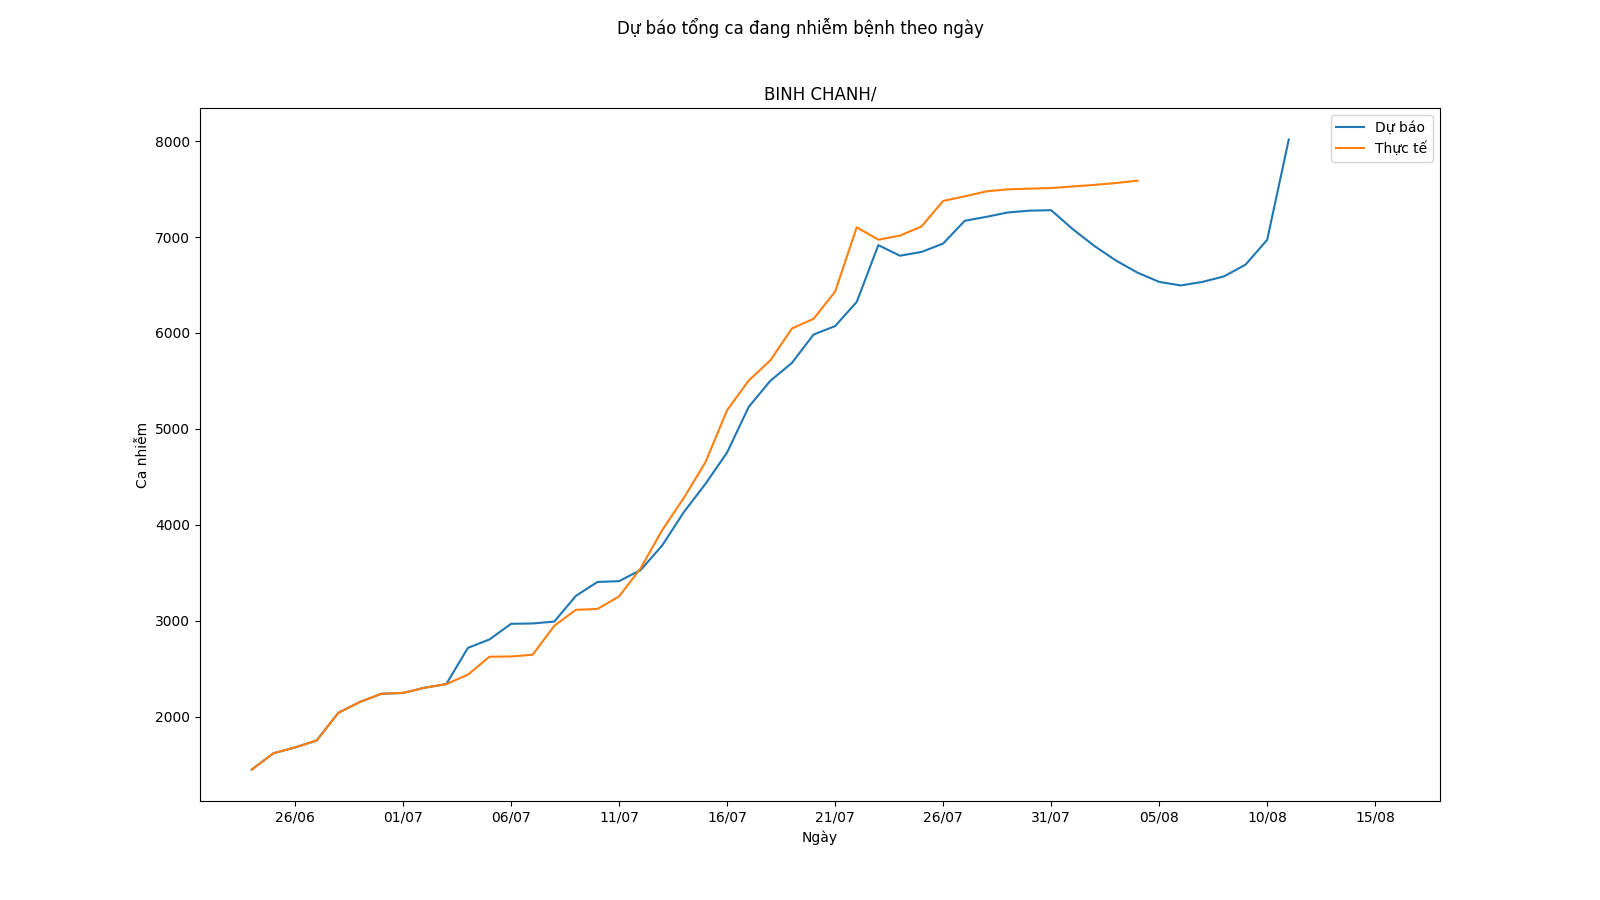 Dự báo tổng ca đang nhiễm bệnh theo ngày
BINH CHANH/
Dự báo
Thực tế
8000
7000
6000
5000
4000
3000
2000
Ca nhiễm
26/06 01/07 06/07 11/07 16/07 21/07 26/07 31/07 05/08 10/08 15/08
Ngày